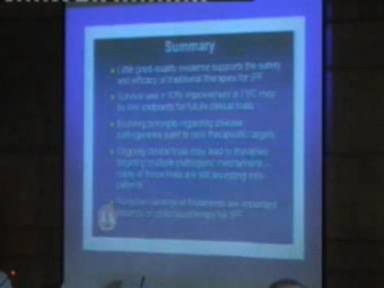 Summary
Little good-quality evidence supports the safety
and efficacy of traditional therapies for IPF
Survival and > 10% improvement in FVC may
be best endpoints for future clinical trials
Evolving concepts regarding disease
pathogenesis point to new therapeutic targets
Ongoing clinical trials may lead to therapies
targeting multiple pathogenic mechanisms
many of these trials are still accepting new
patients
treatments are important
for IPF